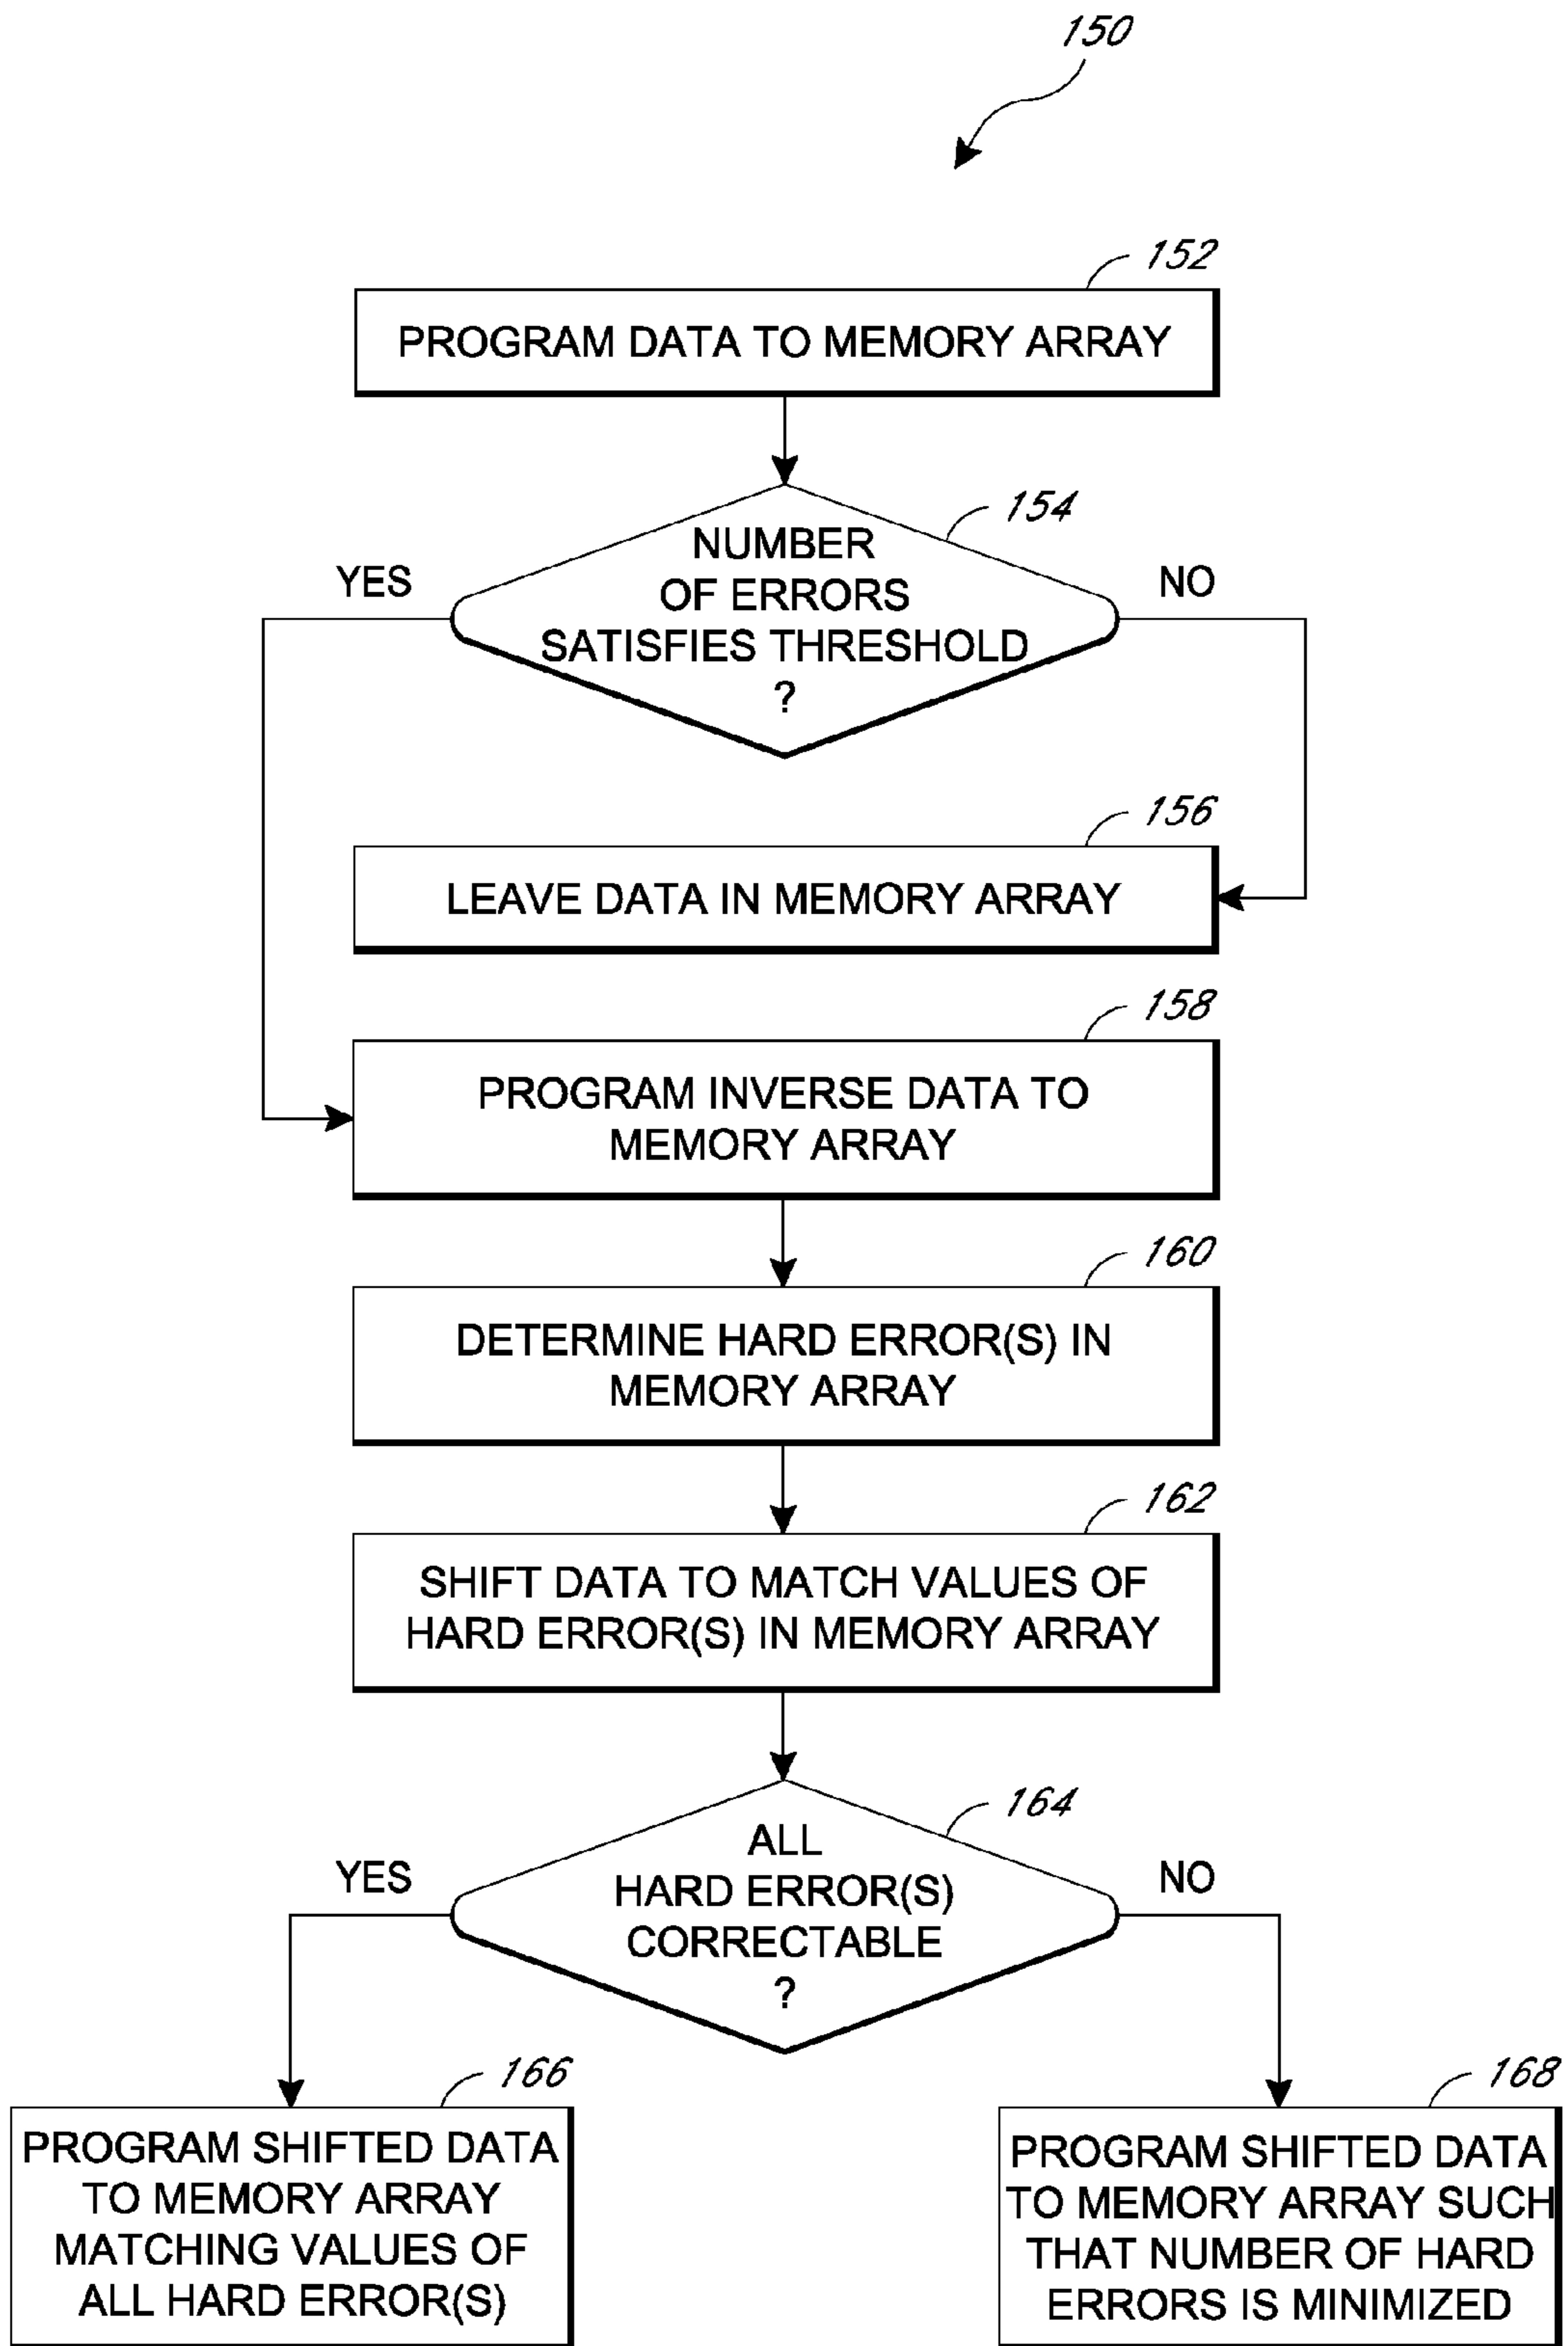 150
152
PROGRAM DATA TO MEMORY ARRAY
154
NUMBER
OF ERRORS
SATISFIES THRESHOLD
?
YES
NO
156
LEAVE DATA IN MEMORY ARRAY
158
PROGRAM INVERSE DATA TO
MEMORY ARRAY
160
DETERMINE HARD ERROR(S) IN
MEMORY ARRAY
162
SHIFT DATA TO MATCH VALUES OF
HARD ERROR(S) IN MEMORY ARRAY
164
ALL
HARD ERROR(S)
CORRECTABLE
?
YES
NO
166
PROGRAM SHIFTED DATA
TO MEMORY ARRAY
MATCHING VALUES OF
ALL HARD ERROR(S)
168
PROGRAM SHIFTED DATA
TO MEMORY ARRAY SUCH
THAT NUMBER OF HARD
ERRORS IS MINIMIZED